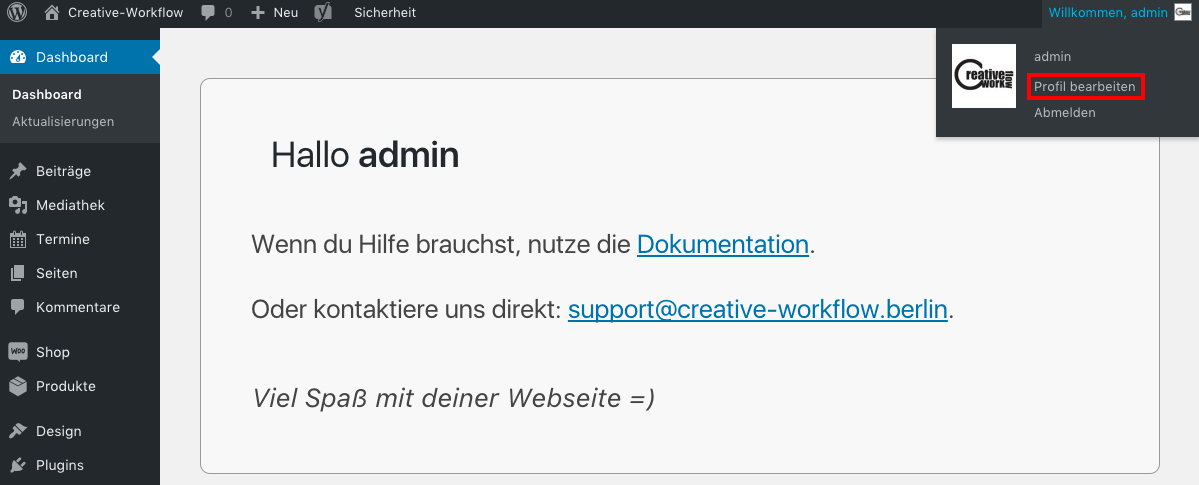 Creative-Workflow 0 Neu Sicherheit Willkommen, admin
Dashboard
Dashboard
Aktualisierungen
Beiträge
Mediathek
Termine
Seiten
Kommentare
Shop
Produkte
Design
Plugins
admin
Profil bearbeiten
Abmelden
Creative
work
flow
Hallo admin
Wenn du Hilfe brauchst, nutze die Dokumentation.
Oder kontaktiere uns direkt: support@creative-workflow.berlin.
Viel Spaß mit deiner Webseite =)